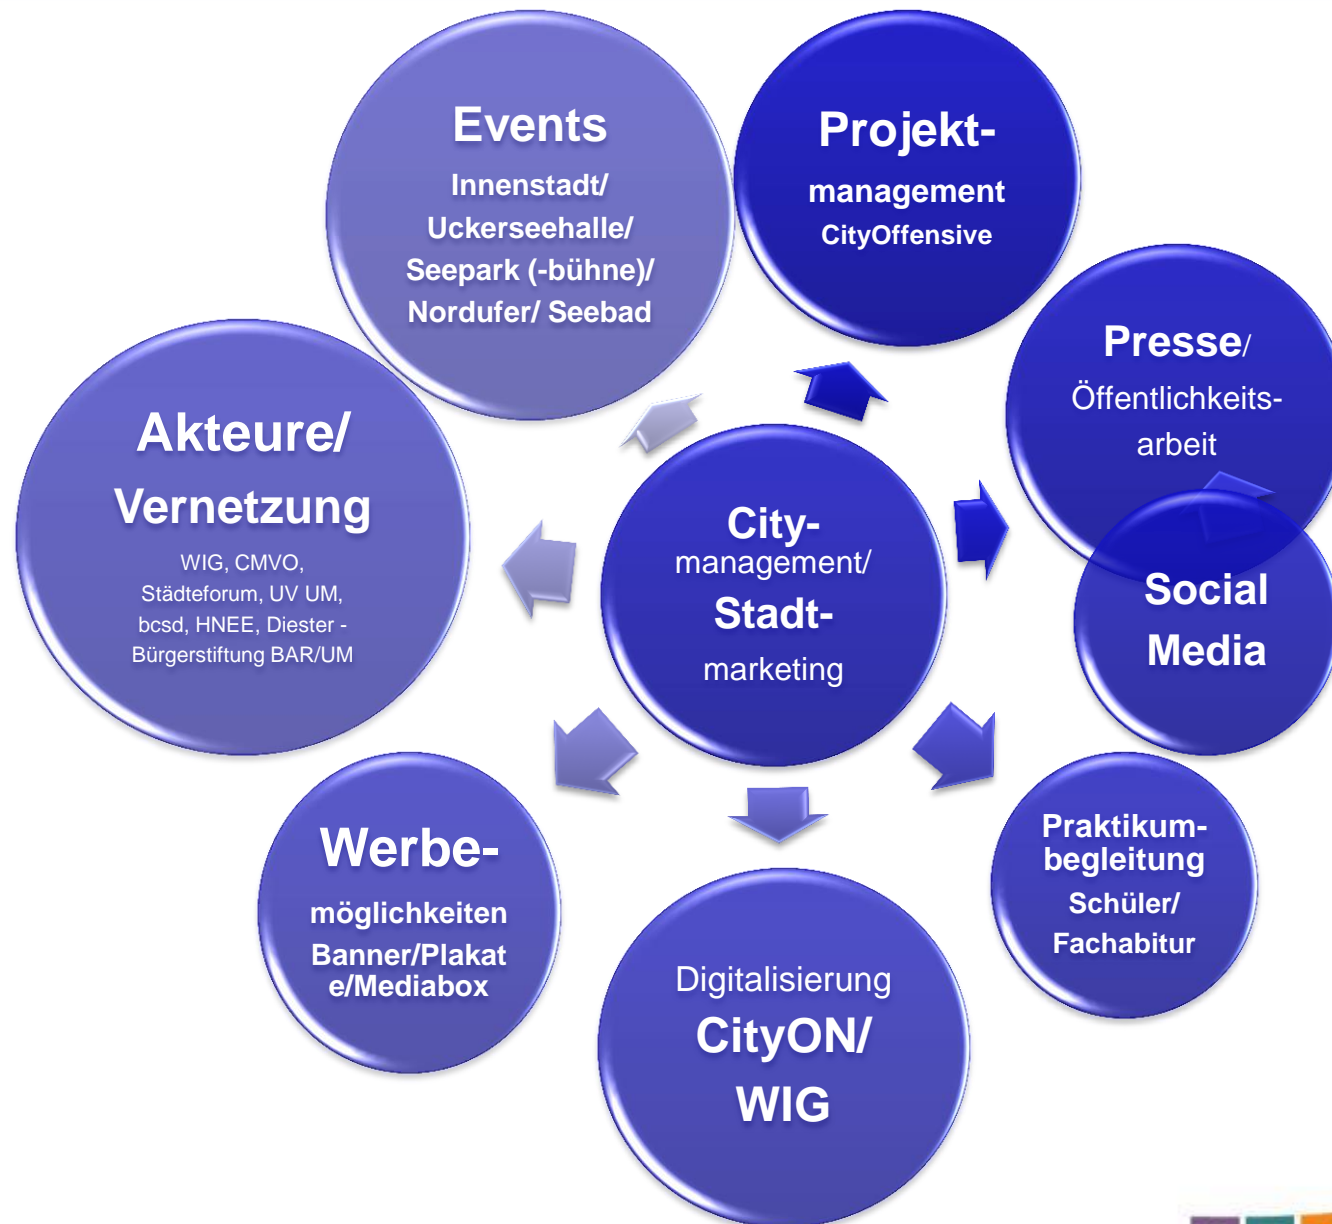 Events
Innenstadt/
Uckerseehalle/
Seepark (-bühne)/
Nordufer/ Seebad
Projekt-
management
CityOffensive
Presse/
Öffentlichkeits-
arbeit
Social
Media
Akteure/
Vernetzung
WIG, CMVO,
Städteforum, UV UM,
bcsd, HNEE, Diester -
Bürgerstiftung BAR/UM
City-
management/
Stadt-
marketing
Praktikum-
begleitung
Schüler/
Fachabitur
Werbe-
möglichkeiten
Banner/Plakat
e/Mediabox
Digitalisierung
CityON/
WIG